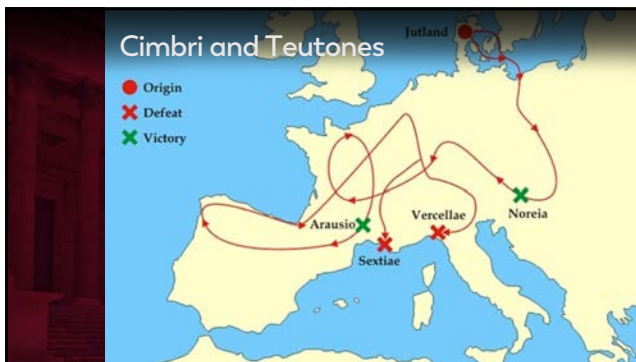 Cimbri and Teutones
Jutland
Origin
Defeat
Victory
Arausio
Vercellae
Noreia
Sextiae